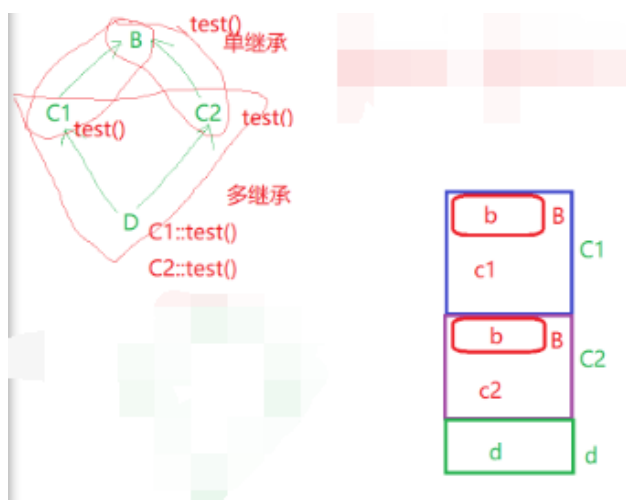 test()
B
单继承
C1
C2
test()
test()
多继承
D
C1::test()
C2::test()
b
B
C1
c1
b
B
C2
c2
d
d